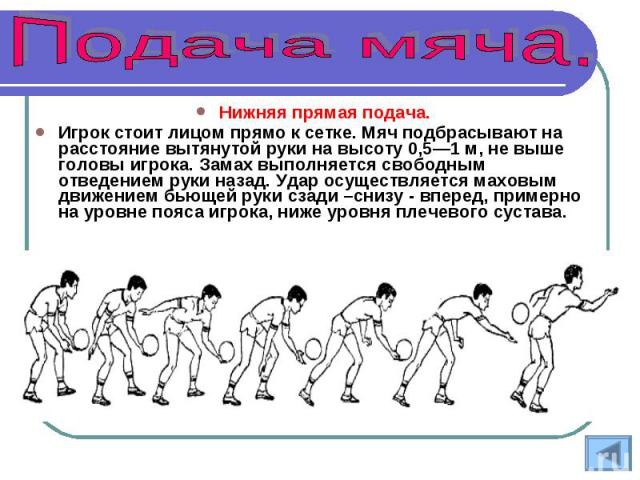 Подача мяча.
Нижняя прямая подача.
Игрок стоит лицом прямо к сетке. Мяч подбрасывают на
расстояние вытянутой руки на высоту 0,5—1 м, не выше
головы игрока. Замах выполняется свободным
отведением руки назад. Удар осуществляется маховым
движением бьющей руки сзади –снизу - вперед, примерно
на уровне пояса игрока, ниже уровня плечевого сустава.
.ru